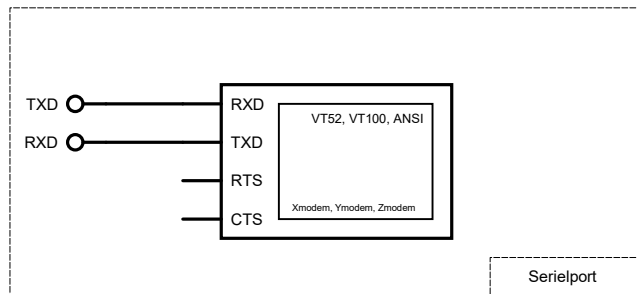 TXD
RXD
RXD
TXD
RTS
CTS
VT52, VT100, ANSI
Xmodem, Ymodem, Zmodem
Serielport